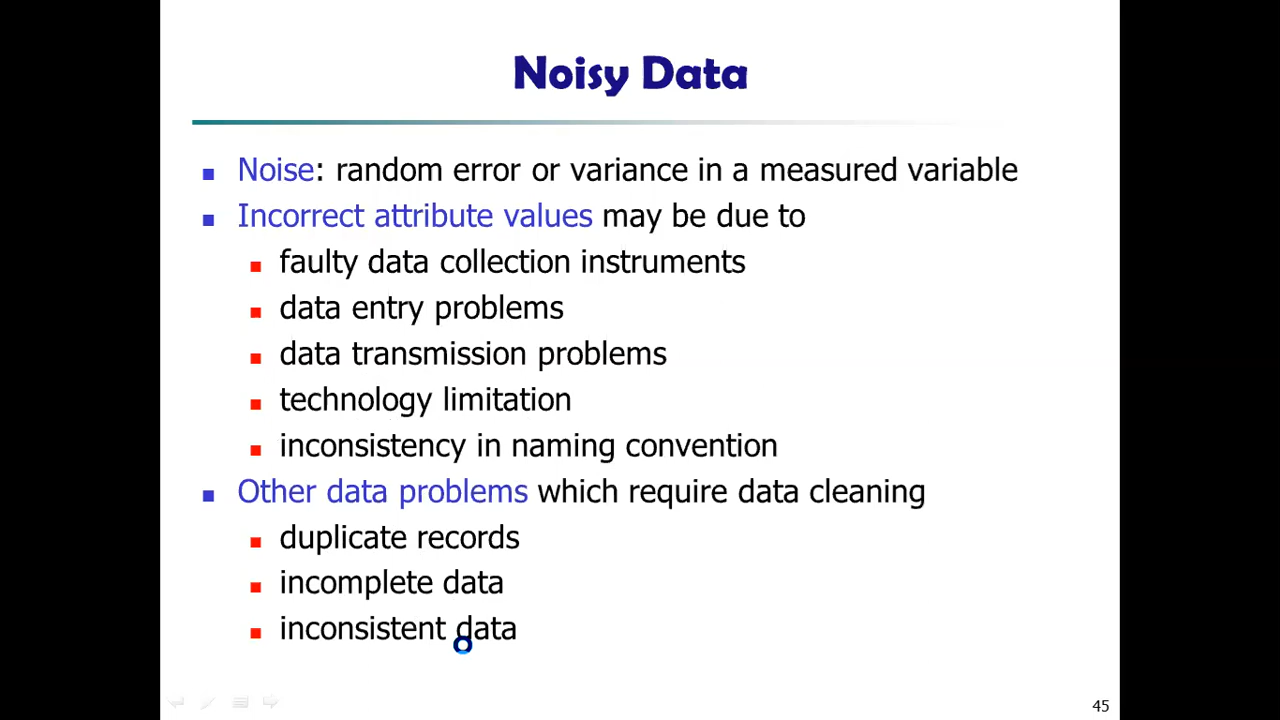 Noisy Data
Noise: random error or variance in a measured variable
Incorrect attribute values may be due to
faulty data collection instruments
data entry problems
data transmission problems
technology limitation
inconsistency in naming convention
Other data problems which require data cleaning
duplicate records
incomplete data
inconsistent data
45